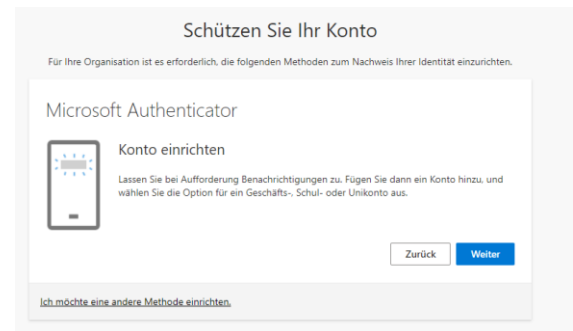 Schützen Sie Ihr Konto
Für Ihre Organisation ist es erforderlich, die folgenden Methoden zum Nachweis Ihrer Identität einzurichten.
Microsoft Authenticator
Konto einrichten
Lassen Sie bei Aufforderung Benachrichtigungen zu. Fügen Sie dann ein Konto hinzu, und
wählen Sie die Option für ein Geschäfts-, Schul- oder Unikonto aus.
Zurück Weiter
Ich möchte eine andere Methode einrichten.